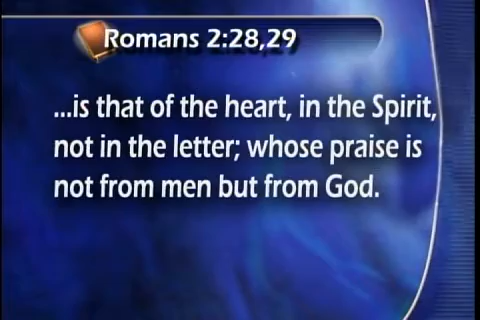 Romans 2:28,29
...is that of the heart, in the Spirit,
not in the letter; whose praise is
not from men but from God.